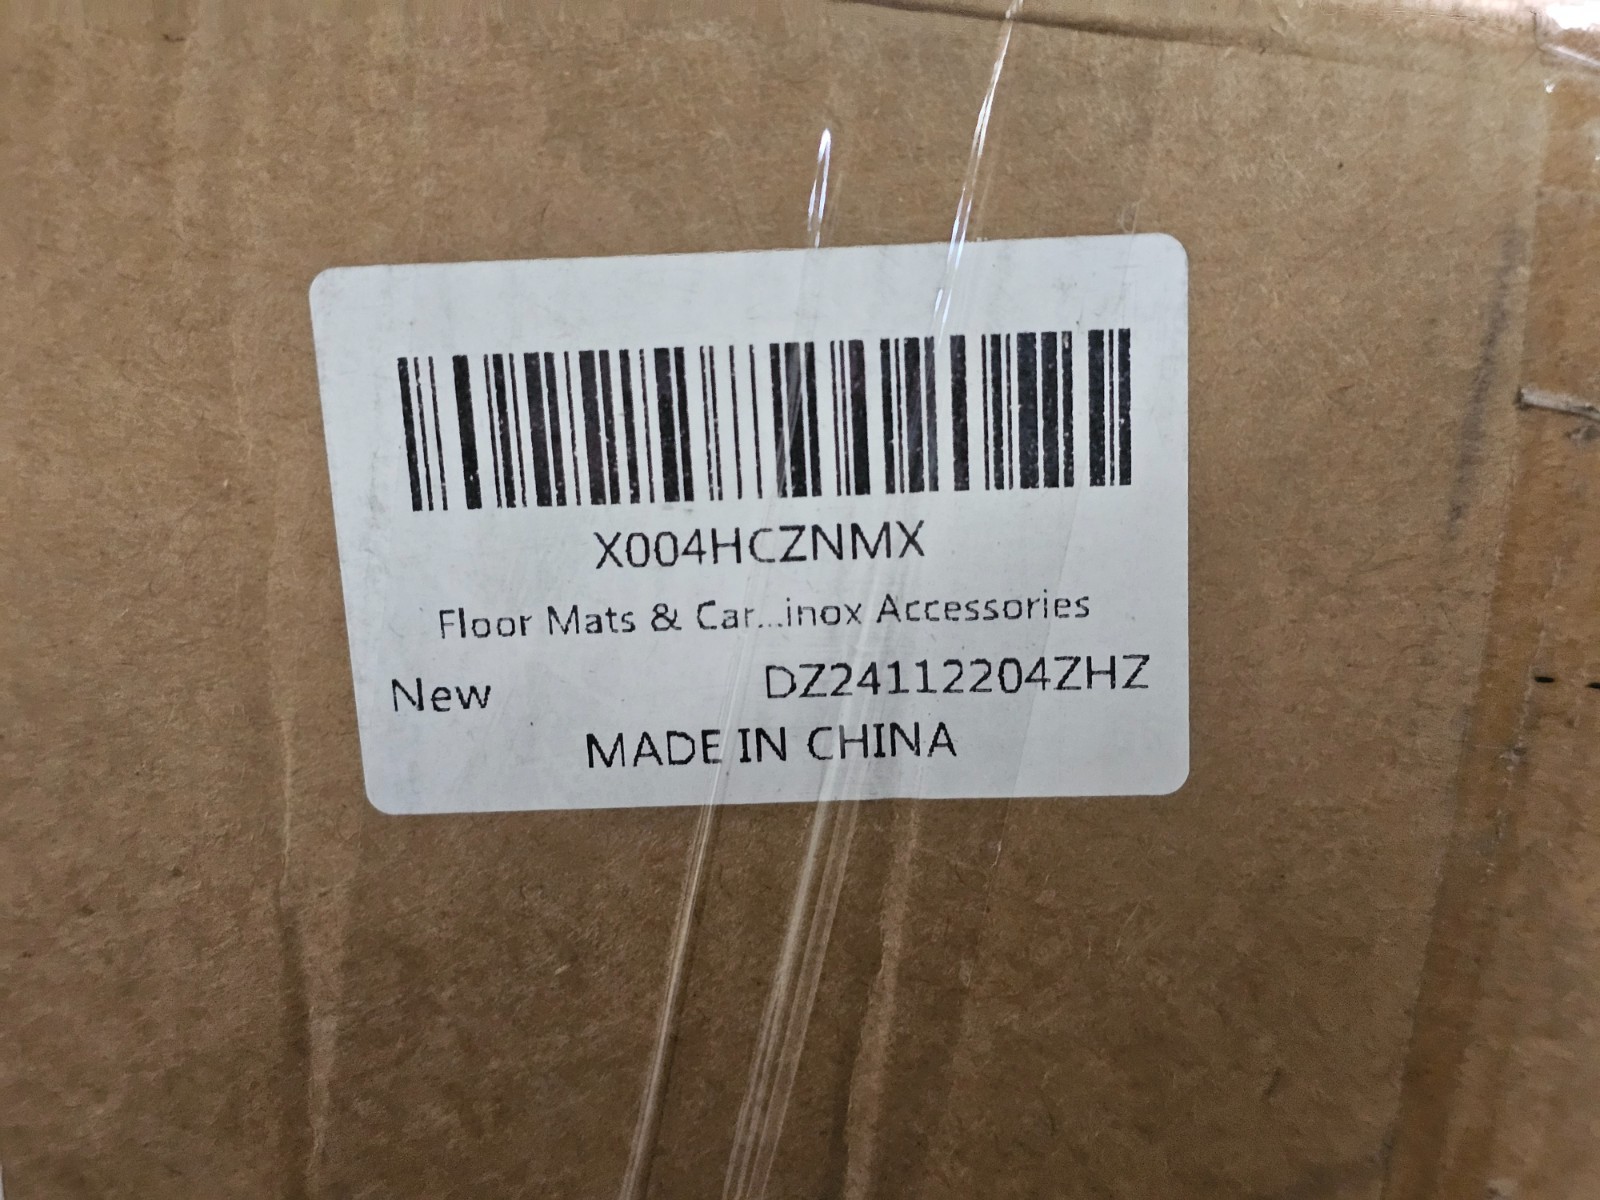 X004HCZNMX
Floor Mats & Car...inox Accessories
New DZ24112204ZHZ
MADE IN CHINA